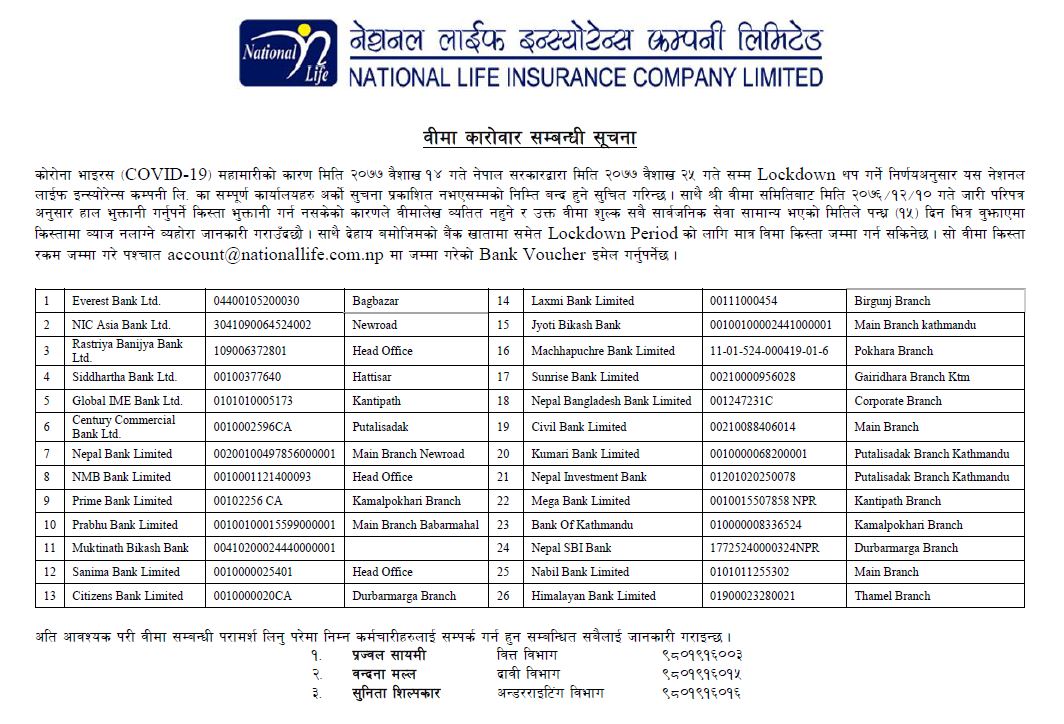 National
Life
नेशनल लाईफ इन्स्योरेन्स कम्पनी लिमिटेड
NATIONAL LIFE INSURANCE COMPANY LIMITED
वीमा कारोवार सम्बन्धी सूचना
कोरोना भाइरस (COVID-19) महामारीको कारण मिति २०७७ वैशाख १४ गते नेपाल सरकारद्वारा मिति २०७७ वैशाख २५ गते सम्म Lockdown थप गर्ने निर्णयअनुसार यस नेशनल
लाईफ इन्स्योरेन्स कम्पनी लि. का सम्पूर्ण कार्यालयहरु अर्को सुचना प्रकाशित नभएसम्मको निम्ति बन्द हुने सुचित गरिन्छ । साथै श्री वीमा समितिबाट मिति २०७६/१२/१० गते जारी परिपत्र
अनुसार हाल भुक्तानी गर्नुपर्ने किस्ता भुक्तानी गर्न नसकेको कारणले वीमालेख व्यतित नहुने र उक्त वीमा शुल्क सबै सार्वजनिक सेवा सामान्य भएको मितिले पन्ध्र (१५) दिन भित्र वुझाएमा
किस्तामा व्याज नलाग्ने व्यहोरा जानकारी गराउँदछौ । साथै देहाय बमोजिमको बैंक खातामा समेत Lockdown Period को लागि मात्र विमा किस्ता जम्मा गर्न सकिनेछ । सो वीमा किस्ता
रकम जम्मा गरे पश्चात account@nationallife.com.np मा जम्मा गरेको Bank Voucher इमेल गर्नुपर्नेछ ।
1 Everest Bank Ltd. 04400105200030 Bagbazar 14 Laxmi Bank Limited 00111000454 Birgunj Branch
2 NIC Asia Bank Ltd. 3041090064524002 Newroad 15 Jyoti Bikash Bank 00100100002441000001 Main Branch kathmandu
3 Rastriya Banijya Bank Ltd. 109006372801 Head Office 16 Machhapuchre Bank Limited 11-01-524-000419-01-6 Pokhara Branch
4 Siddhartha Bank Ltd. 00100377640 Hattisar 17 Sunrise Bank Limited 00210000956028 Gairidhara Branch Ktm
5 Global IME Bank Ltd. 0101010005173 Kantipath 18 Nepal Bangladesh Bank Limited 001247231C Corporate Branch
6 Century Commercial Bank Ltd. 0010002596CA Putalisadak 19 Civil Bank Limited 00210088406014 Main Branch
7 Nepal Bank Limited 00200100497856000001 Main Branch Newroad 20 Kumari Bank Limited 0010000068200001 Putalisadak Branch Kathmandu
8 NMB Bank Limited 0010001121400093 Head Office 21 Nepal Investment Bank 01201020250078 Putalisadak Branch Kathmandu
9 Prime Bank Limited 00102256 CA Kamalpokhari Branch 22 Mega Bank Limited 0010015507858 NPR Kantipath Branch
10 Prabhu Bank Limited 00100100015599000001 Main Branch Babarmahal 23 Bank Of Kathmandu 010000008336524 Kamalpokhari Branch
11 Muktinath Bikash Bank 00410200024440000001 24 Nepal SBI Bank 17725240000324NPR Durbarmarga Branch
12 Sanima Bank Limited 0010000025401 Head Office 25 Nabil Bank Limited 0101011255302 Main Branch
13 Citizens Bank Limited 0010000020CA Durbarmarga Branch 26 Himalayan Bank Limited 01900023280021 Thamel Branch
अति आवश्यक परी वीमा सम्बन्धी परामर्श लिनु परेमा निम्न कर्मचारीहरुलाई सम्पर्क गर्न हुन सम्बन्धित सवैलाई जानकारी गराइन्छ ।
१. प्रज्वल सायमी वित्त विभाग ९८०१९१६००३
२. वन्दना मल्ल दावी विभाग ९८०१९१६०१५
३. सुनिता शिल्पकार अन्डरराइटिंग विभाग ९८०१९१६०१६